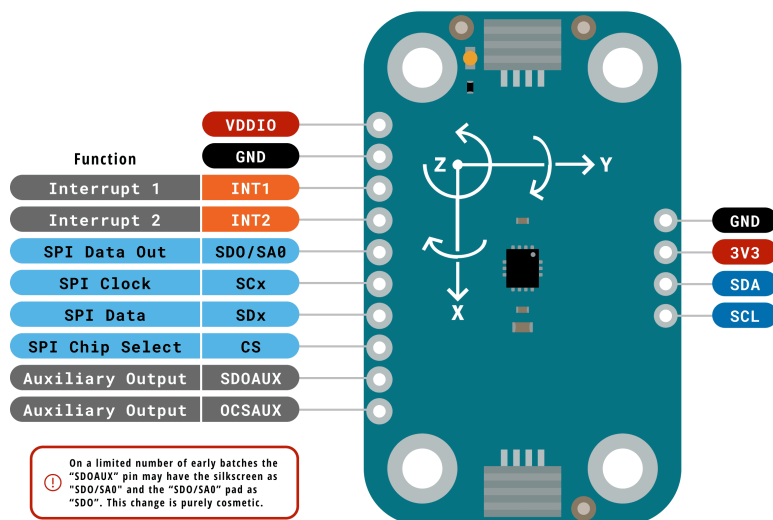 VDDIO
Function
GND
Interrupt 1 INT1
Interrupt 2 INT2
SPI Data Out SDO/SA0
SPI Clock SCx
SPI Data SDx
SPI Chip Select CS
Auxiliary Output SDOAUX
Auxiliary Output OCSAUX
Z
Y
X
GND
3V3
SDA
SCL
!
On a limited number of early batches the
“SDOAUX” pin may have the silkscreen as
"SDO/SA0" and the “SDO/SA0” pad as
“SDO”. This change is purely cosmetic.